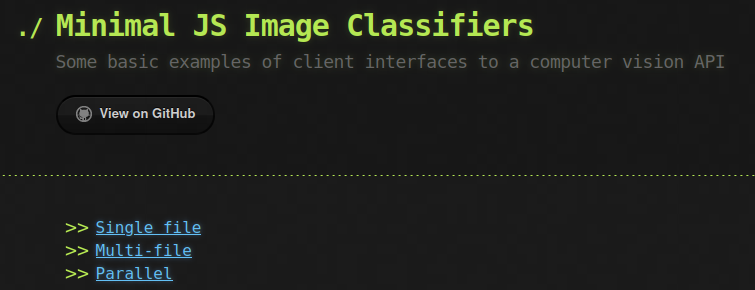 ./ Minimal JS Image Classifiers
Some basic examples of client interfaces to a computer vision API
View on GitHub
>> Single file
>> Multi-file
>> Parallel